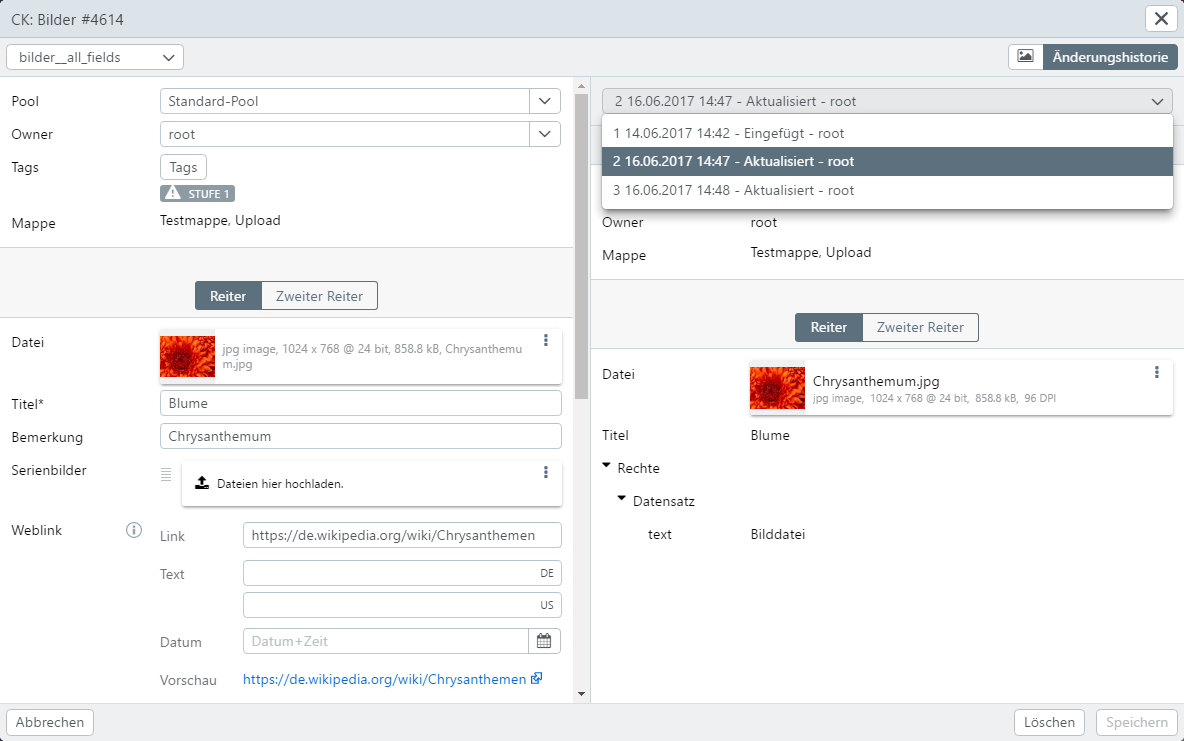 CK: Bilder #4614
bilder__all_fields
Änderungshistorie
Pool
Standard-Pool
Owner
root
Tags
Tags
STUFE 1
Mappe
Testmappe, Upload
Reiter
Zweiter Reiter
Datei
jpg image, 1024 x 768 @ 24 bit, 858.8 kB, Chrysanthemu
m.jpg
Titel*
Blume
Bemerkung
Chrysanthemum
Serienbilder
Dateien hier hochladen.
Weblink
Link
https://de.wikipedia.org/wiki/Chrysanthemen
Text
DE
US
Datum
Datum+Zeit
Vorschau
https://de.wikipedia.org/wiki/Chrysanthemen
2 16.06.2017 14:47 - Aktualisiert - root
1 14.06.2017 14:42 - Eingefügt - root
2 16.06.2017 14:47 - Aktualisiert - root
3 16.06.2017 14:48 - Aktualisiert - root
Owner
root
Mappe
Testmappe, Upload
Reiter
Zweiter Reiter
Datei
Chrysanthemum.jpg
jpg image, 1024 x 768 @ 24 bit, 858.8 kB, 96 DPI
Titel
Blume
Rechte
Datensatz
text
Bilddatei
Abbrechen
Löschen
Speichern